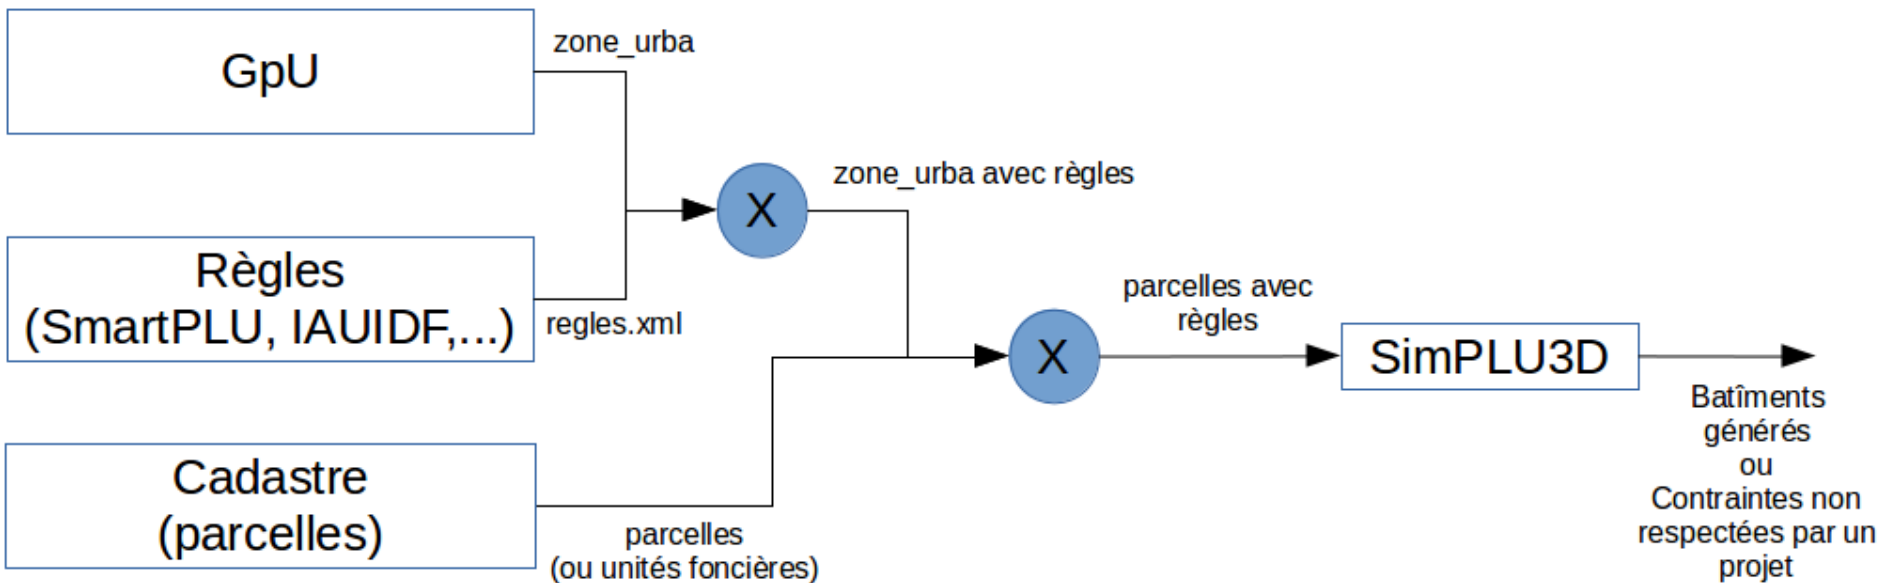 GpU
zone_urba
Règles
(SmartPLU, IAUIDF,...)
regles.xml
X
zone_urba avec règles
Cadastre
(parcelles)
parcelles
(ou unités foncières)
X
parcelles avec
règles
SimPLU3D
Batîments
générés
ou
Contraintes non
respectées par un
projet